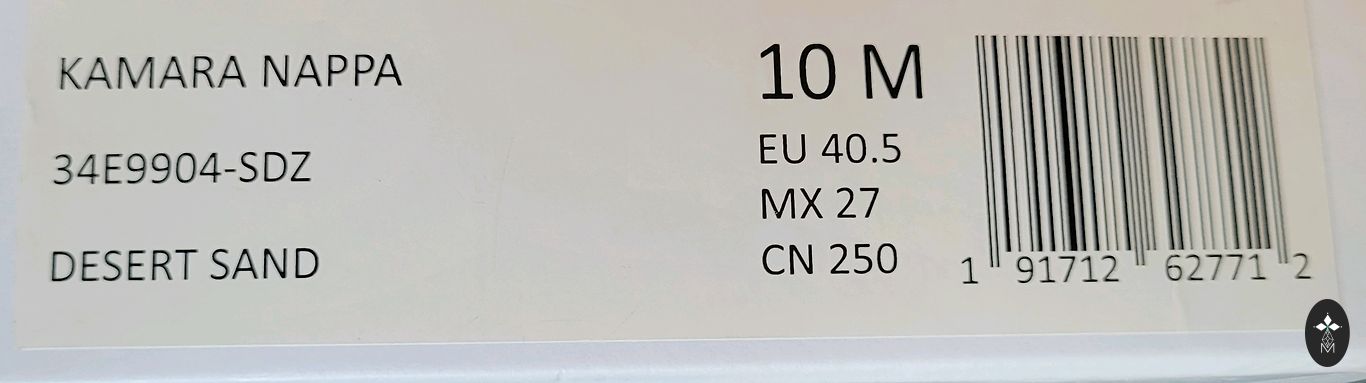 KAMARA NAPPA
34E9904-SDZ
DESERT SAND
10 M
EU 40.5
MX 27
CN 250
1 91712 62771 2
M